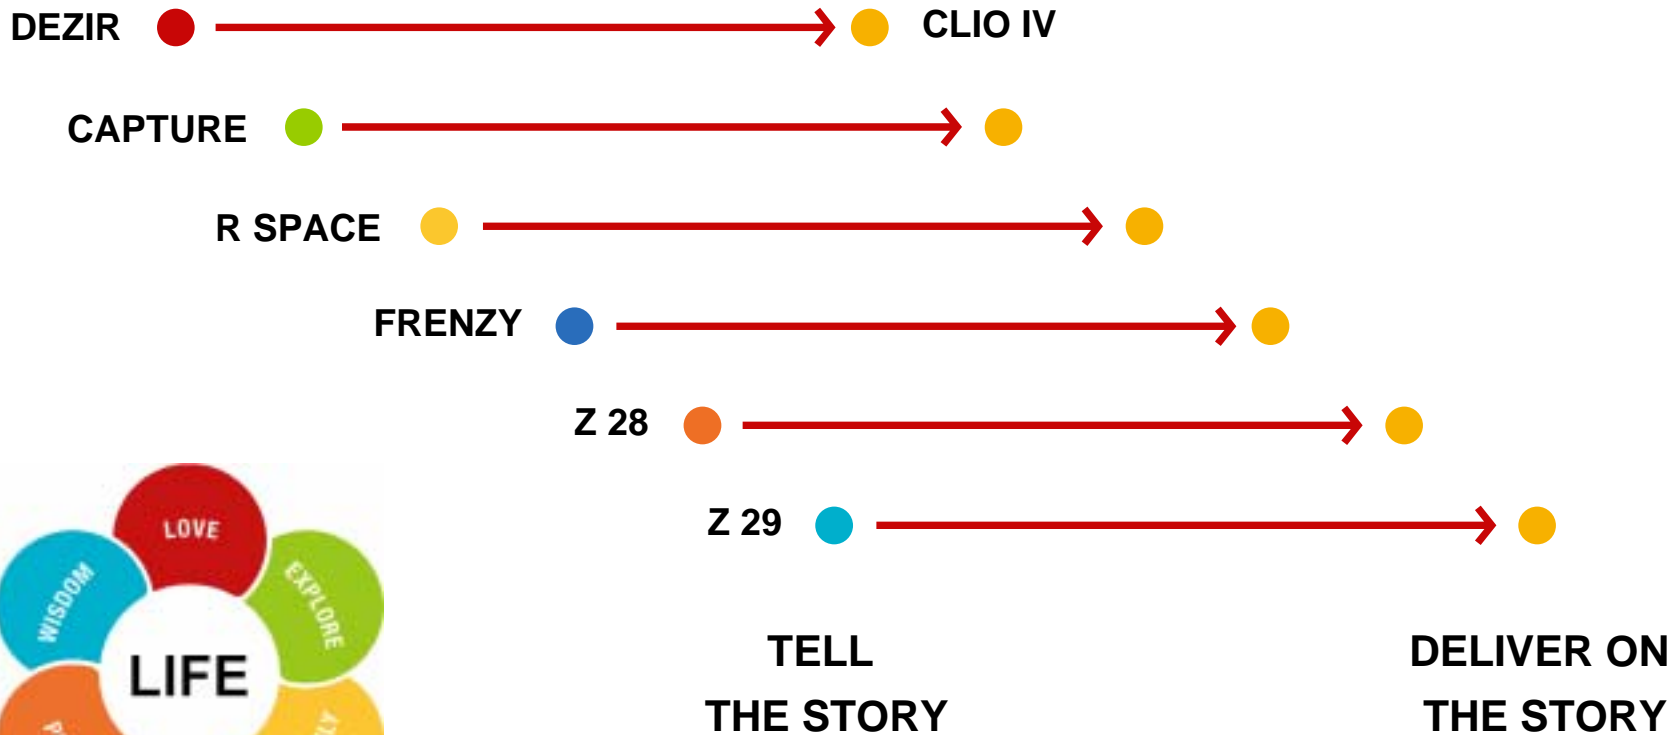 DEZIR
CLIO IV
CAPTURE
R SPACE
FRENZY
Z 28
Z 29
LOVE
WISDOM
EXPLORE
LIFE
TELL
THE STORY
DELIVER ON
THE STORY